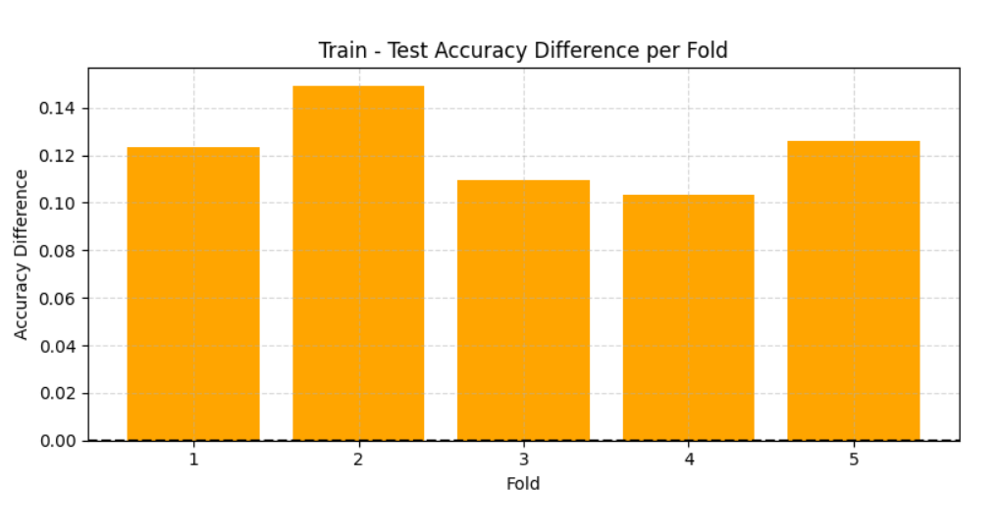 Train - Test Accuracy Difference per Fold
Accuracy Difference
0.14
0.12
0.10
0.08
0.06
0.04
0.02
0.00
1 2 3 4 5
Fold